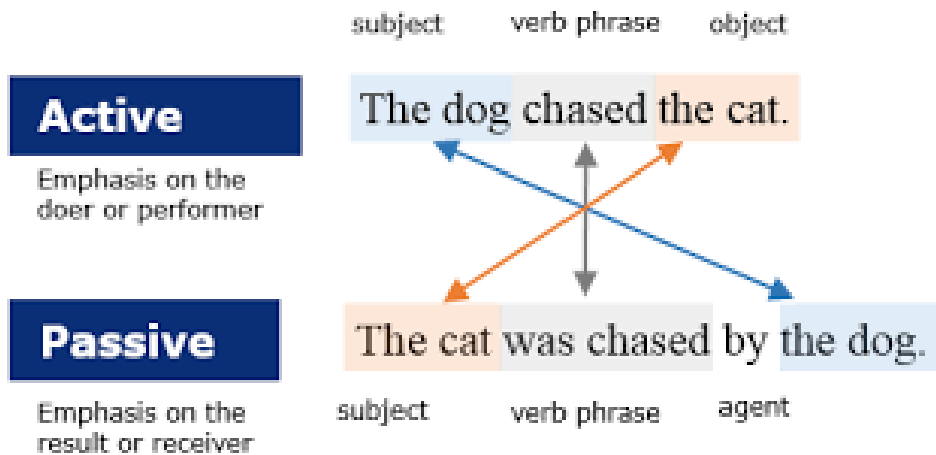 subject verb phrase object
Active
The dog chased the cat.
Emphasis on the
doer or performer
Passive
The cat was chased by the dog.
Emphasis on the
result or receiver
subject verb phrase agent